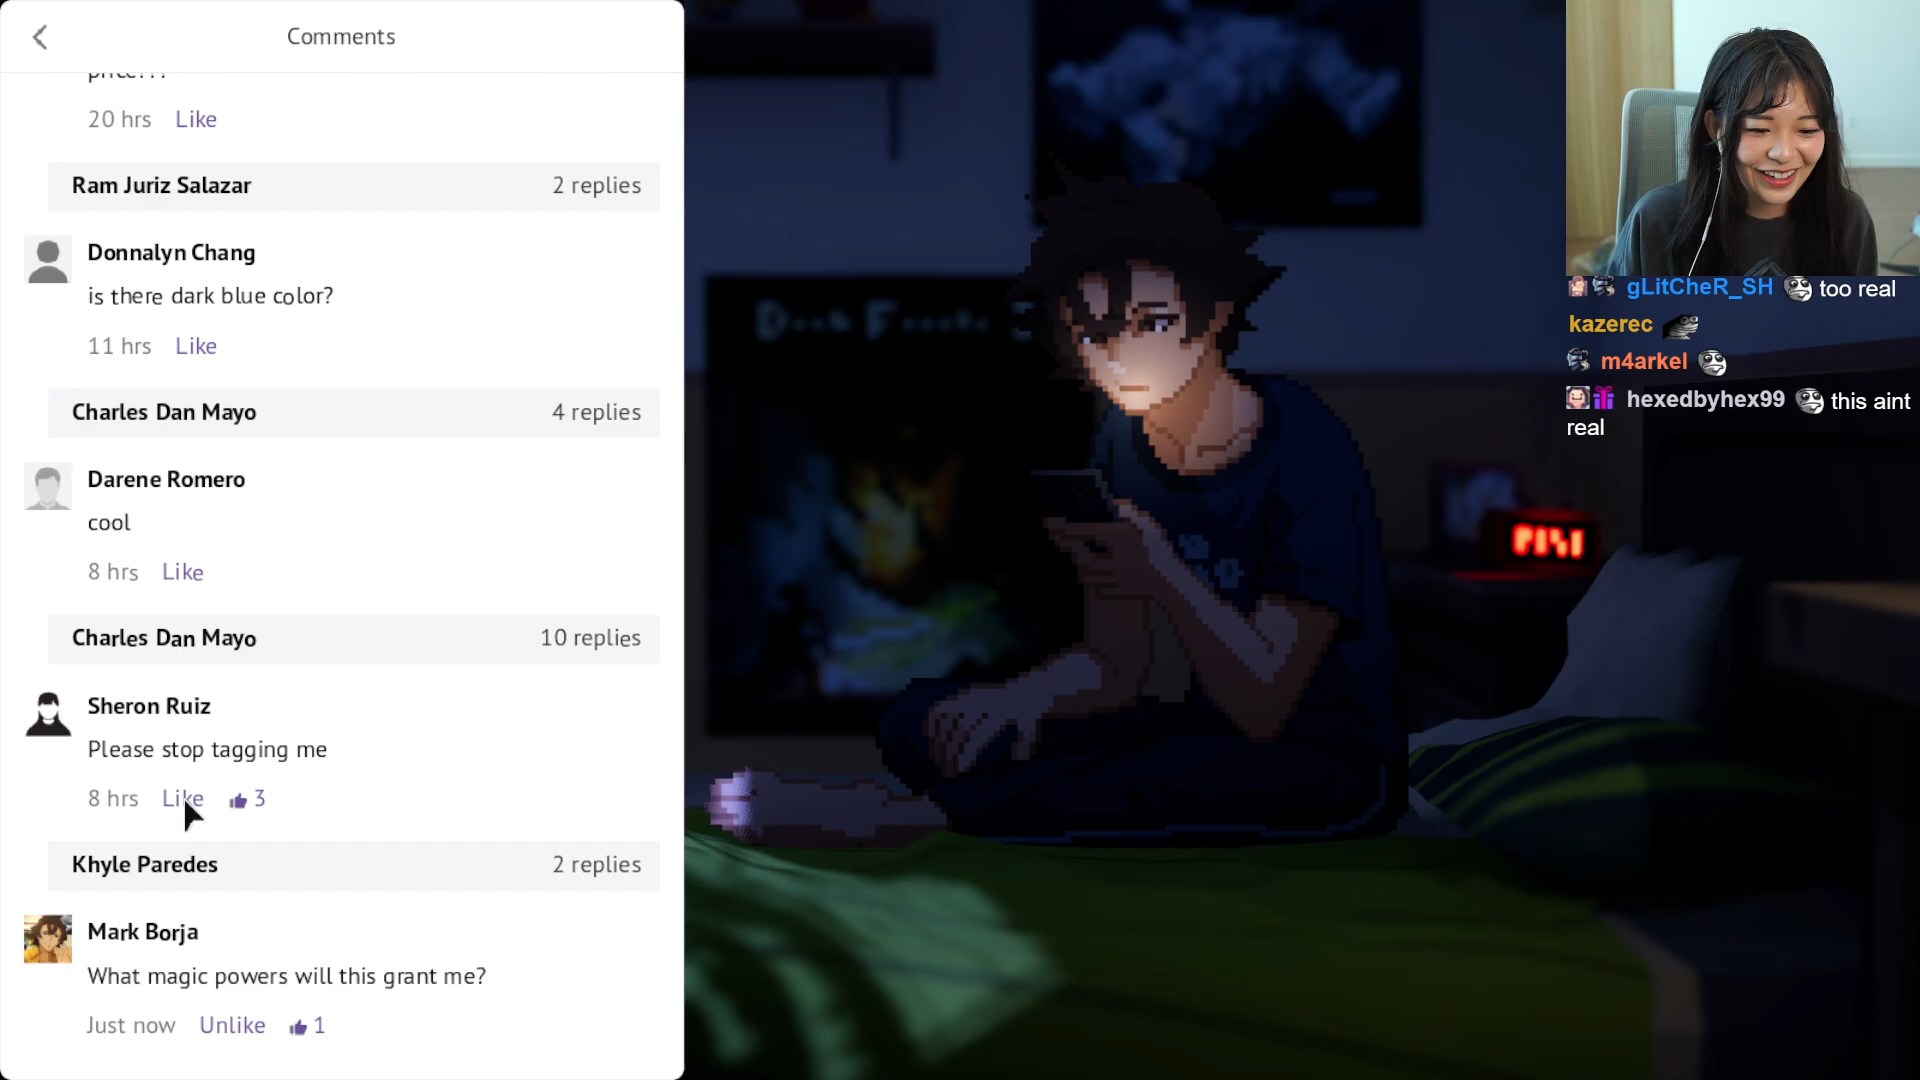 Comments
20 hrs Like
Ram Juriz Salazar 2 replies
Donnalyn Chang
is there dark blue color?
11 hrs Like
Charles Dan Mayo 4 replies
Darene Romero
cool
8 hrs Like
Charles Dan Mayo 10 replies
Sheron Ruiz
Please stop tagging me
8 hrs Like 3
Khyle Paredes 2 replies
Mark Borja
What magic powers will this grant me?
Just now Unlike 1
gLitCheR_SH too real
kazerec
m4arkel
hexedbyhex99 this aint
real